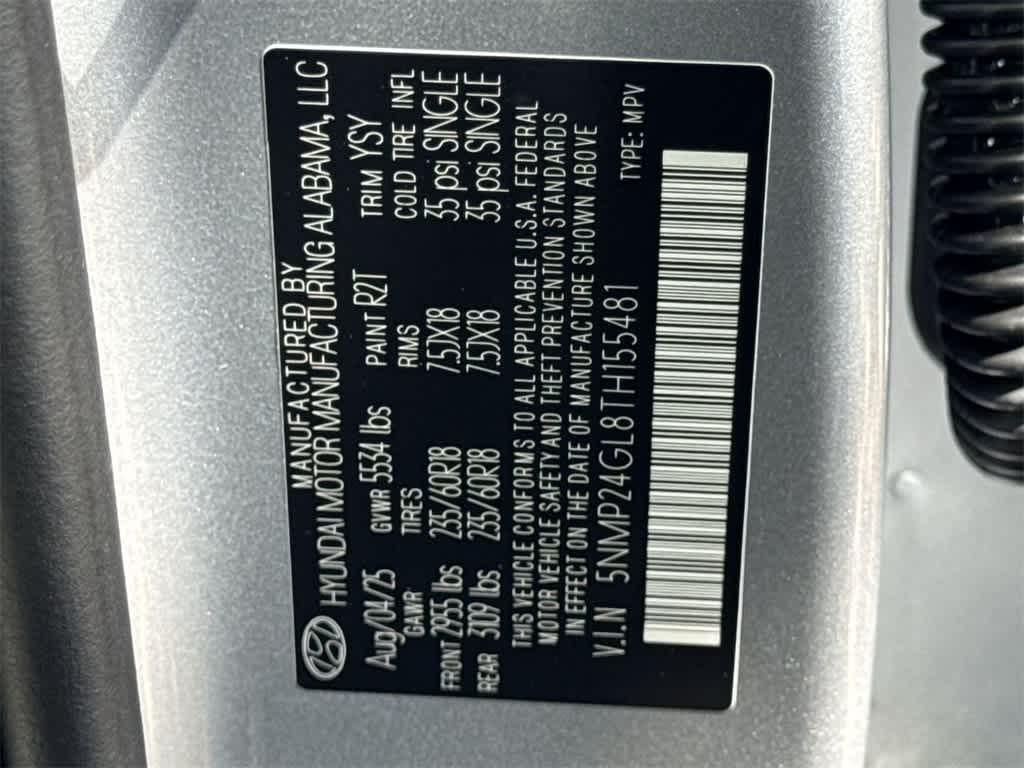 MANUFACTURED BY
HYUNDAI MOTOR MANUFACTURING ALABAMA, LLC
Aug/04/25 GVWR 5534 lbs PAINT R2T TRIM YSY
GAWR TIRES RIMS COLD TIRE INFL
FRONT 2955 lbs 235/60R18 7.5JX18 35 psi SINGLE
REAR 3109 lbs. 235/60R18 7.5JX18 35 psi SINGLE
THIS VEHICLE CONFORMS TO ALL APPLICABLE U.S.A. FEDERAL
MOTOR VEHICLE SAFETY AND THEFT PREVENTION STANDARDS
IN EFFECT ON THE DATE OF MANUFACTURE SHOWN ABOVE
V.I.N 5NMP24GL8TH155481 TYPE: MPV